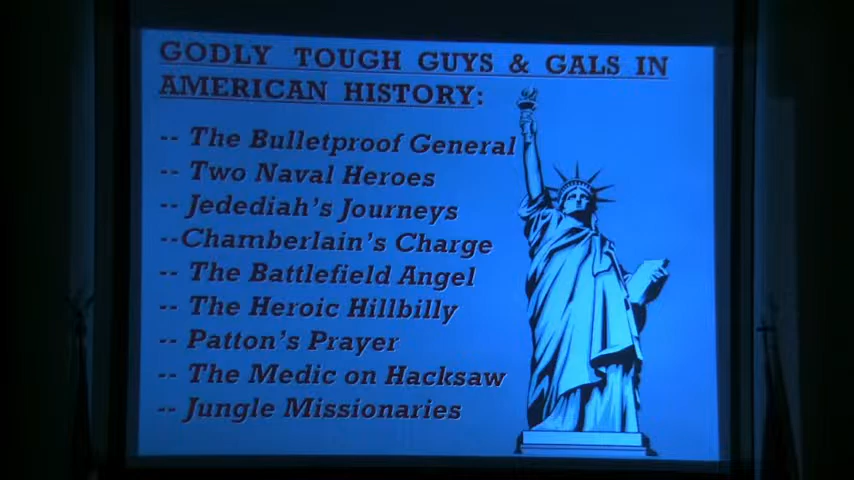 GODLY TOUGH GUYS & GALS IN
AMERICAN HISTORY:
-- The Bulletproof General
-- Two Naval Heroes
-- Jedediah's Journeys
--Chamberlain's Charge
-- The Battlefield Angel
-- The Heroic Hillbilly
-- Patton's Prayer
-- The Medic on Hacksaw
-- Jungle Missionaries